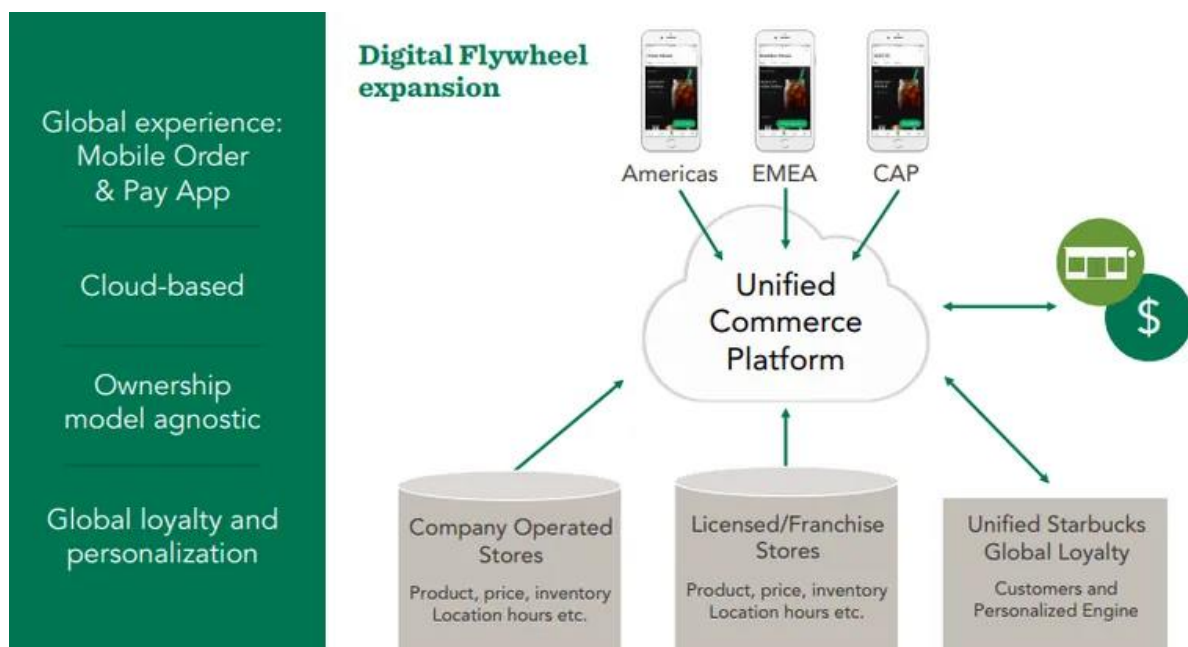 Global experience:
Mobile Order
& Pay App
Cloud-based
Ownership
model agnostic
Global loyalty and
personalization
Digital Flywheel
expansion
Americas
EMEA
CAP
Unified
Commerce
Platform
$
Company Operated
Stores
Product, price, inventory
Location hours etc.
Licensed/Franchise
Stores
Product, price, inventory
Location hours etc.
Unified Starbucks
Global Loyalty
Customers and
Personalized Engine